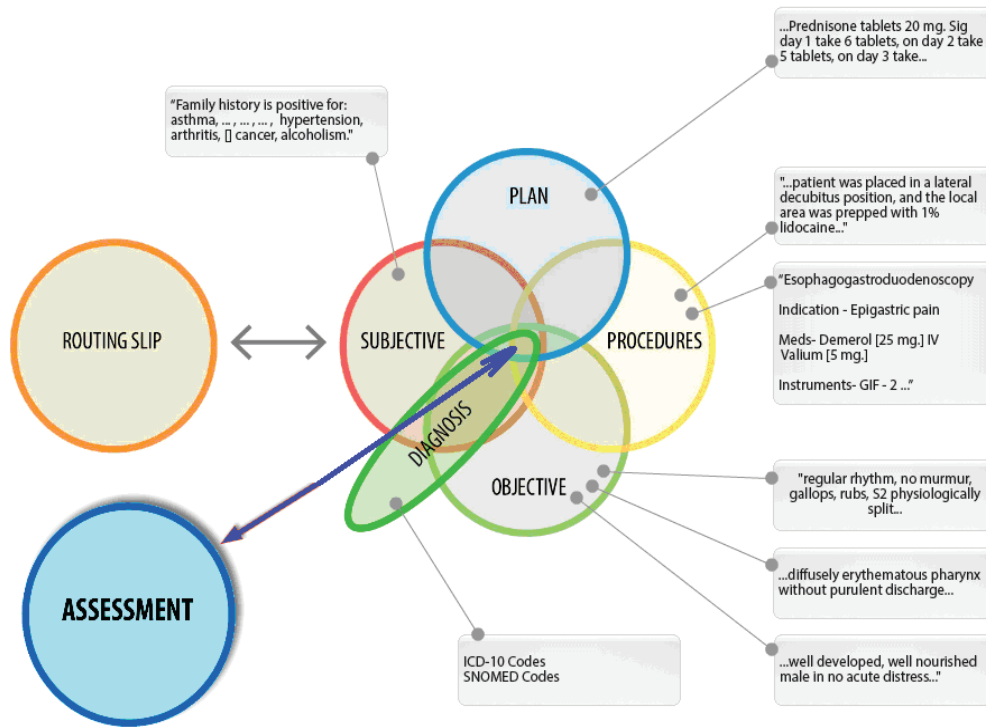 ...Prednisone tablets 20 mg. Sig
day 1 take 6 tablets, on day 2 take
5 tablets, on day 3 take...
“Family history is positive for:
asthma, ... , ... , ... , hypertension,
arthritis, [] cancer, alcoholism."
PLAN
"...patient was placed in a lateral
decubitus position, and the local
area was prepped with 1%
lidocaine..."
“Esophagogastroduodenoscopy
Indication - Epigastric pain
Meds- Demerol [25 mg.] IV
Valium [5 mg.]
Instruments- GIF - 2 ...”
ROUTING SLIP
SUBJECTIVE
PROCEDURES
DIAGNOSIS
OBJECTIVE
"regular rhythm, no murmur,
gallops, rubs, S2 physiologically
split...
...diffusely erythematous pharynx
without purulent discharge...
ASSESSMENT
ICD-10 Codes
SNOMED Codes
...well developed, well nourished
male in no acute distress..."